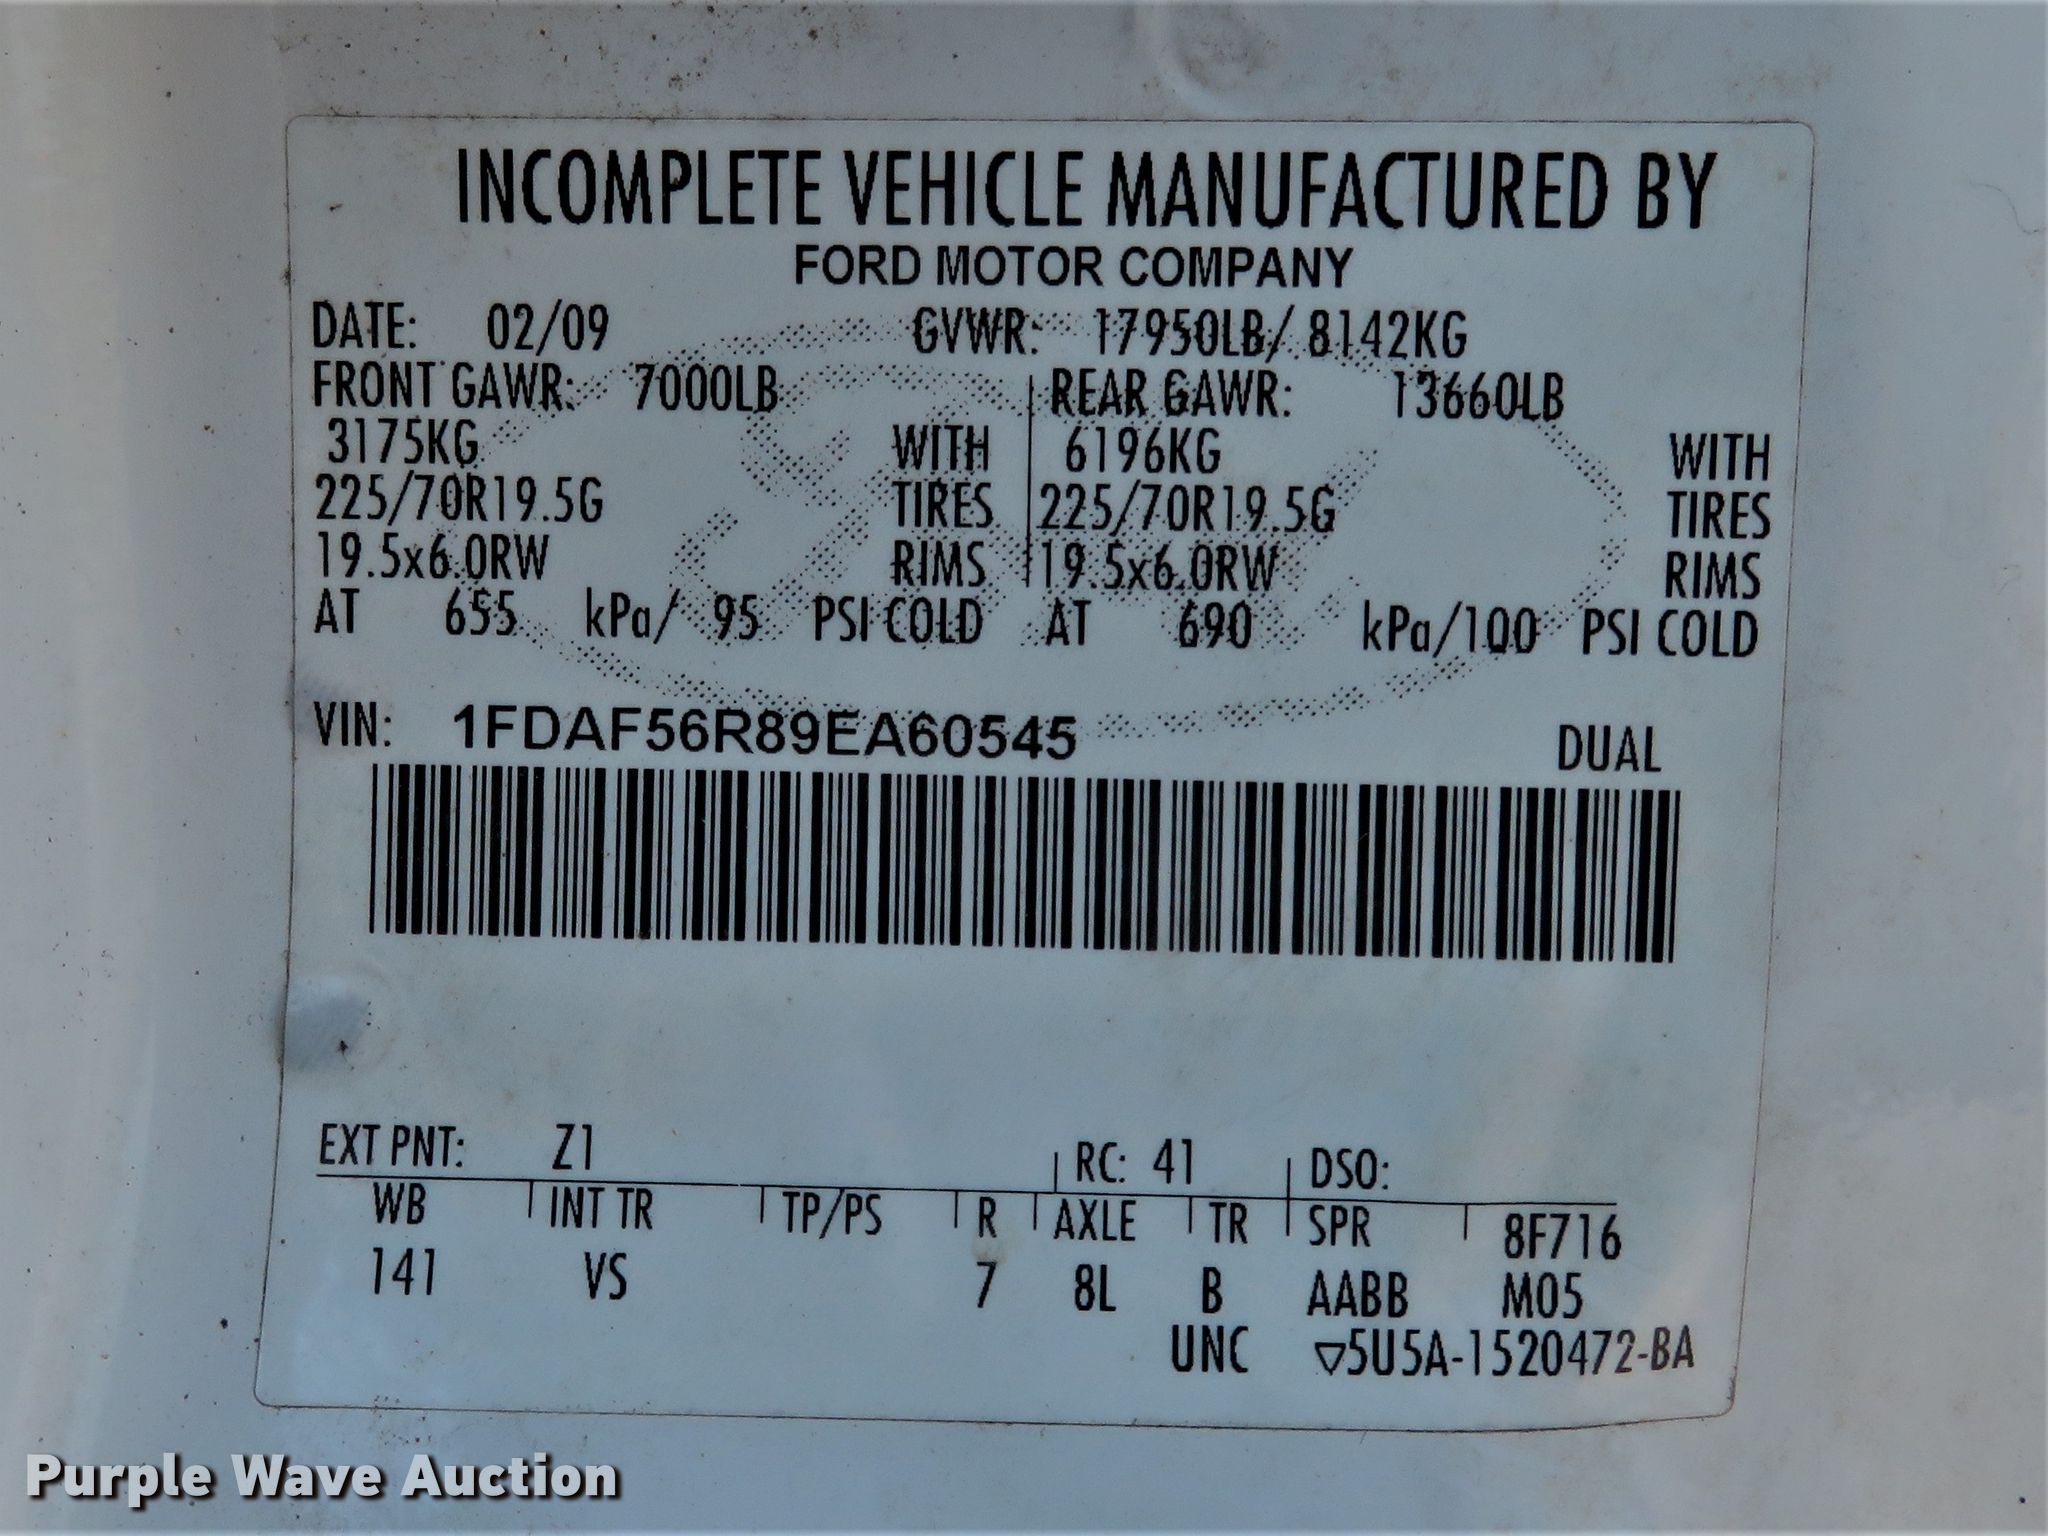 INCOMPLETE VEHICLE MANUFACTURED BY
FORD MOTOR COMPANY
DATE: 02/09 GVWR: 17950LB/ 8142KG
FRONT GAWR: 7000LB REAR GAWR: 13660LB
3175KG WITH 6196KG WITH
225/70R19.5G TIRES 225/70R19.5G TIRES
19.5x6.0RW RIMS 19.5x6.0RW RIMS
AT 655 kPa/ 95 PSI COLD AT 690 kPa/100 PSI COLD
VIN: 1FDAF56R89EA60545 DUAL
EXT PNT: Z1 RC: 41 DSO:
WB INT TR TP/PS R AXLE TR SPR 8F716
141 VS 7 8L B AABB M05
UNC ▽5U5A-1520472-BA
Purple Wave Auction